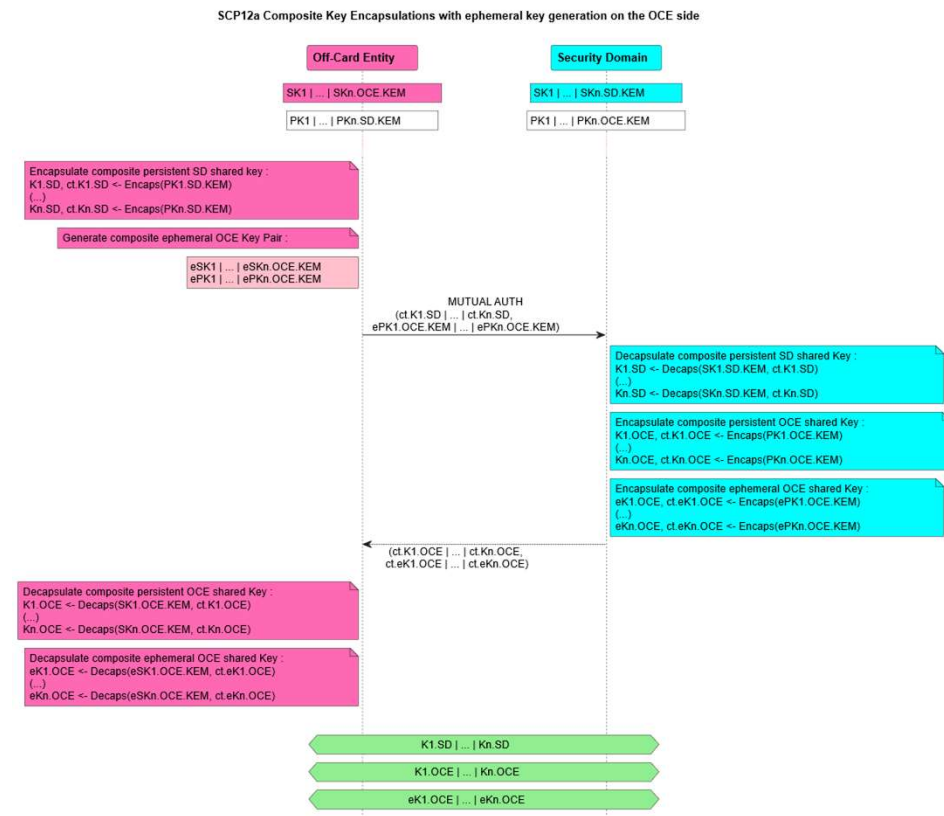 SCP12a Composite Key Encapsulations with ephemeral key generation on the OCE side
Off-Card Entity
Security Domain
SK1 | ... | SKn.OCE.KEM
SK1 | ... | SKn.SD.KEM
PK1 | ... | PKn.SD.KEM
PK1 | ... | PKn.OCE.KEM
Encapsulate composite persistent SD shared key :
K1.SD, ct.K1.SD <- Encaps(PK1.SD.KEM)
(...)
Kn.SD, ct.Kn.SD <- Encaps(PKn.SD.KEM)
Generate composite ephemeral OCE Key Pair :
eSK1 | ... | eSKn.OCE.KEM
ePK1 | ... | ePKn.OCE.KEM
MUTUAL AUTH
(ct.K1.SD | ... | ct.Kn.SD,
ePK1.OCE.KEM | ... | ePKn.OCE.KEM)
Decapsulate composite persistent SD shared Key :
K1.SD <- Decaps(SK1.SD.KEM, ct.K1.SD)
(...)
Kn.SD <- Decaps(SKn.SD.KEM, ct.Kn.SD)
Encapsulate composite persistent OCE shared Key :
K1.OCE, ct.K1.OCE <- Encaps(PK1.OCE.KEM)
(...)
Kn.OCE, ct.Kn.OCE <- Encaps(PKn.OCE.KEM)
Encapsulate composite ephemeral OCE shared Key :
eK1.OCE, ct.eK1.OCE <- Encaps(ePK1.OCE.KEM)
(...)
eKn.OCE, ct.eKn.OCE <- Encaps(ePKn.OCE.KEM)
(ct.K1.OCE | ... | ct.Kn.OCE,
ct.eK1.OCE | ... | ct.eKn.OCE)
Decapsulate composite persistent OCE shared Key :
K1.OCE <- Decaps(SK1.OCE.KEM, ct.K1.OCE)
(...)
Kn.OCE <- Decaps(SKn.OCE.KEM, ct.Kn.OCE)
Decapsulate composite ephemeral OCE shared Key :
eK1.OCE <- Decaps(eSK1.OCE.KEM, ct.eK1.OCE)
(...)
eKn.OCE <- Decaps(eSKn.OCE.KEM, ct.eKn.OCE)
K1.SD | ... | Kn.SD
K1.OCE | ... | Kn.OCE
eK1.OCE | ... | eKn.OCE